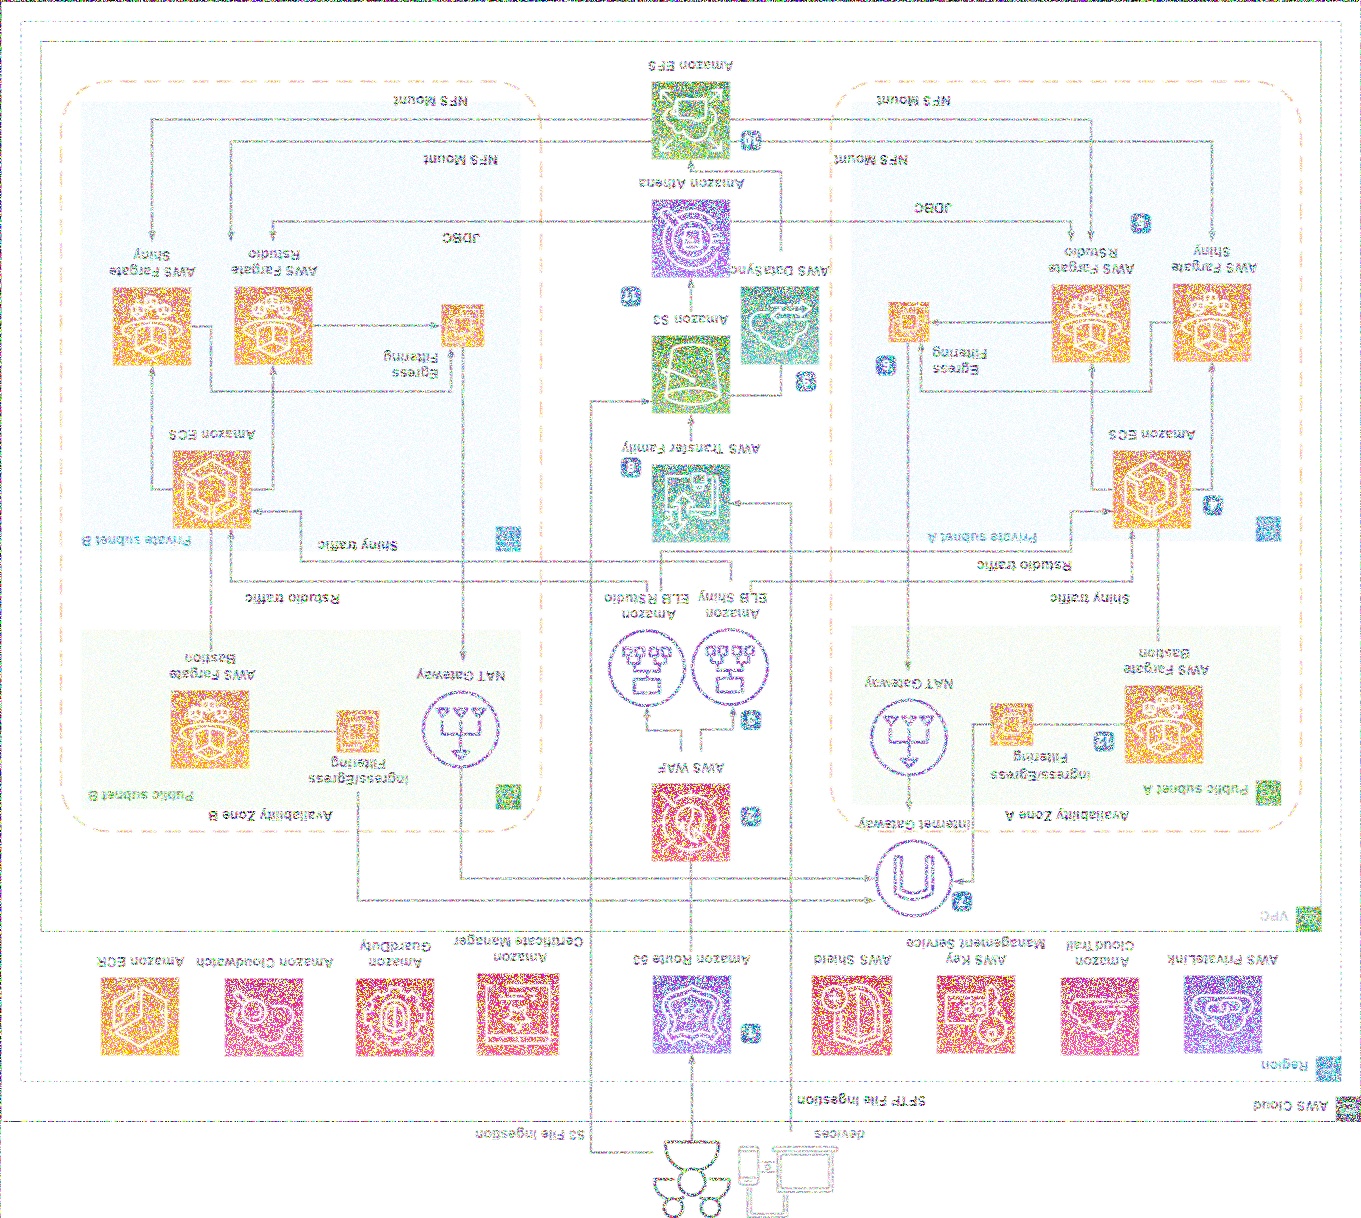 devices
S3 File Ingestion
AWS Cloud
SFTP File Ingestion
Region
AWS PrivateLink
Amazon
CloudTrail
AWS Key
Management Service
AWS Shield
Amazon Route 53
Amazon
Certificate Manager
Amazon
GuardDuty
Amazon Cloudwatch
Amazon ECR
VPC
Internet Gateway
Availability Zone A
Public subnet A
Ingress/Egress
Filtering
AWS Fargate
Bastion
NAT Gateway
AWS WAF
Amazon
ELB Shiny
Amazon
ELB RStudio
Availability Zone B
Public subnet B
NAT Gateway
Ingress/Egress
Filtering
AWS Fargate
Bastion
Shiny traffic
Rstudio traffic
Rstudio traffic
Shiny traffic
Private subnet A
Private subnet B
Amazon ECS
AWS Transfer Family
Amazon ECS
Egress
Filtering
Egress
Filtering
Amazon S3
AWS Fargate
Shiny
AWS Fargate
RStudio
AWS DataSync
AWS Fargate
Rstudio
AWS Fargate
Shiny
JDBC
JDBC
Amazon Athena
NFS Mount
NFS Mount
NFS Mount
NFS Mount
Amazon EFS